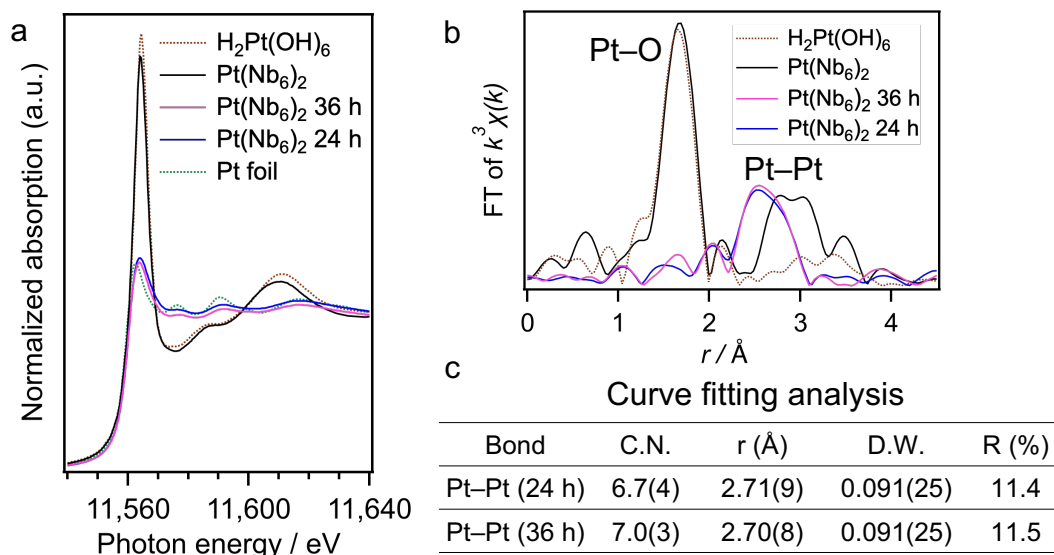 a
Normalized absorption (a.u.)
H₂Pt(OH)₆
Pt(Nb₆)₂
Pt(Nb₆)₂ 36 h
Pt(Nb₆)₂ 24 h
Pt foil
11,560 11,600 11,640
Photon energy / eV
b
FT of k³χ(k)
Pt–O
H₂Pt(OH)₆
Pt(Nb₆)₂
Pt(Nb₆)₂ 36 h
Pt(Nb₆)₂ 24 h
Pt–Pt
0 1 2 3 4
r / Å
c
Curve fitting analysis
Bond C.N. r (Å) D.W. R (%)
Pt–Pt (24 h) 6.7(4) 2.71(9) 0.091(25) 11.4
Pt–Pt (36 h) 7.0(3) 2.70(8) 0.091(25) 11.5